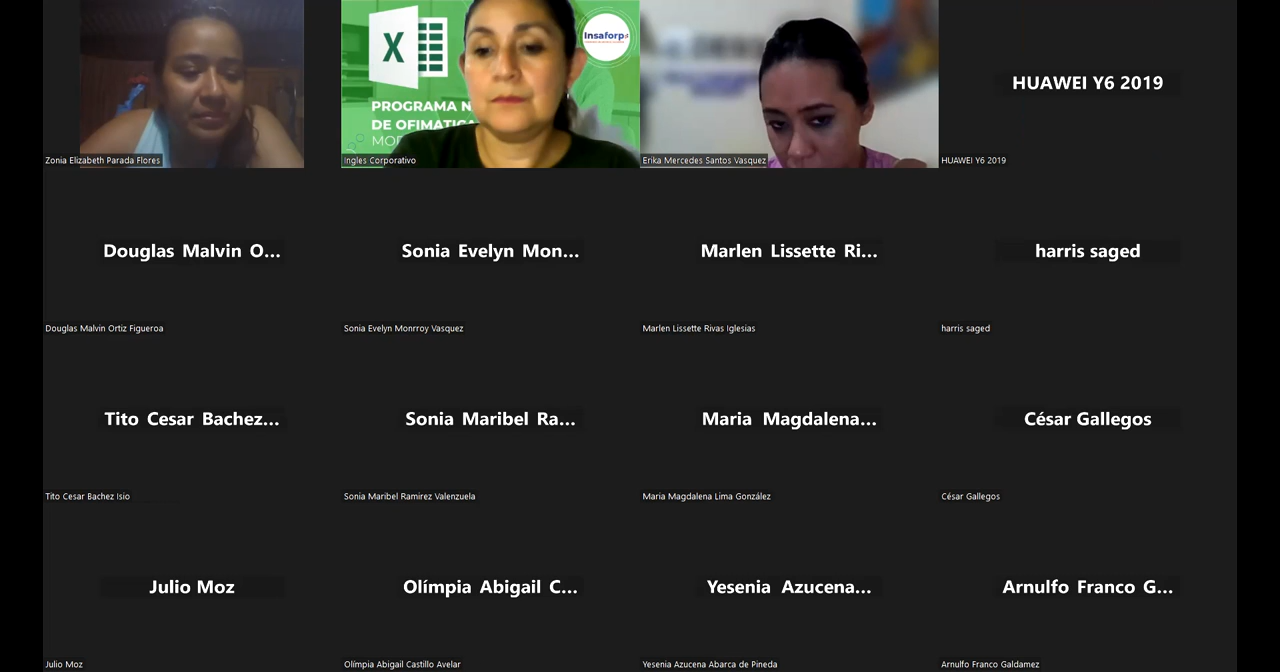 X
Insaforp
PROGRAMA N
DE OFIMATICA
MO
HUAWEI Y6 2019
Zonia Elizabeth Parada Flores
Ingles Corporativo
Erika Mercedes Santos Vasquez
HUAWEI Y6 2019
Douglas Malvin O...
Sonia Evelyn Mon...
Marlen Lissette Ri...
harris saged
Douglas Malvin Ortiz Figueroa
Sonia Evelyn Monrroy Vasquez
Marlen Lissette Rivas Iglesias
harris saged
Tito Cesar Bachez...
Sonia Maribel Ra...
Maria Magdalena...
César Gallegos
Tito Cesar Bachez Isio
Sonia Maribel Ramirez Valenzuela
Maria Magdalena Lima González
César Gallegos
Julio Moz
Olímpia Abigail C...
Yesenia Azucena...
Arnulfo Franco G...
Julio Moz
Olímpia Abigail Castillo Avelar
Yesenia Azucena Abarca de Pineda
Arnulfo Franco Galdamez